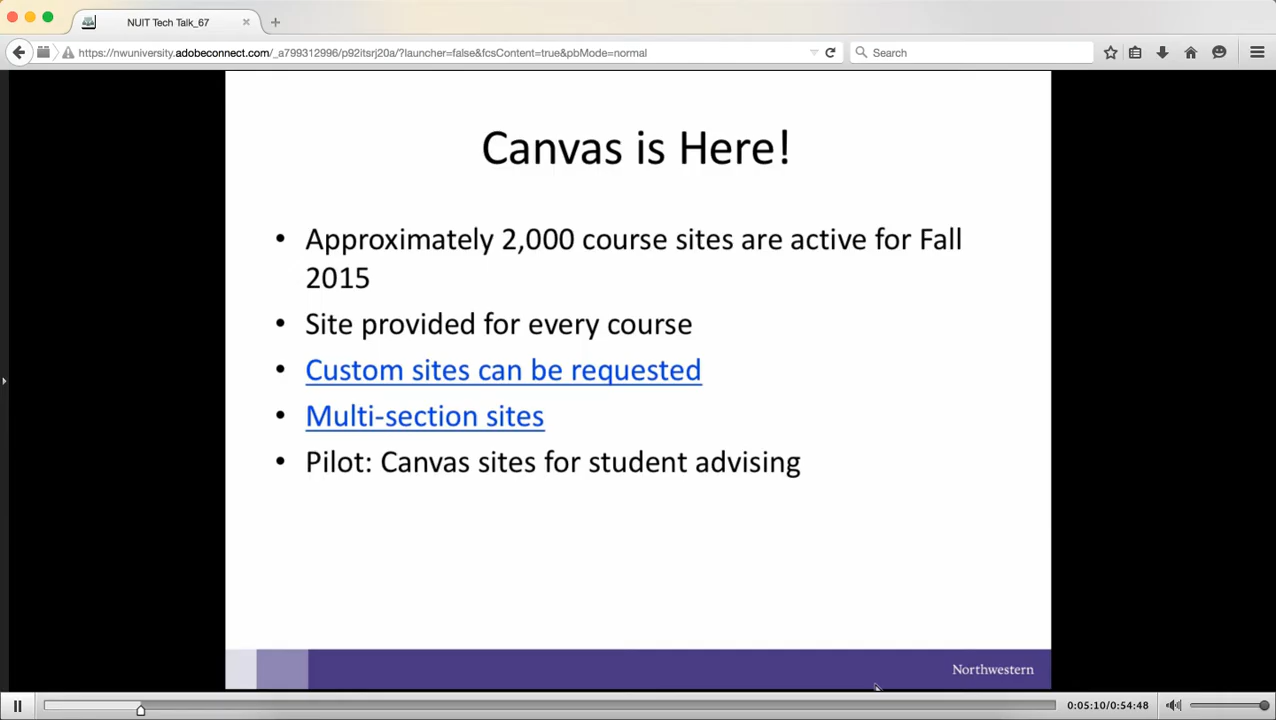 NUIT Tech Talk_67
https://nwuniversity.adobeconnect.com/_a799312996/p92itsrj20a/?launcher=false&fcsContent=true&pbMode=normal
Search
Canvas is Here!
• Approximately 2,000 course sites are active for Fall
2015
• Site provided for every course
• Custom sites can be requested
• Multi-section sites
• Pilot: Canvas sites for student advising
Northwestern
0:05:10/0:54:48